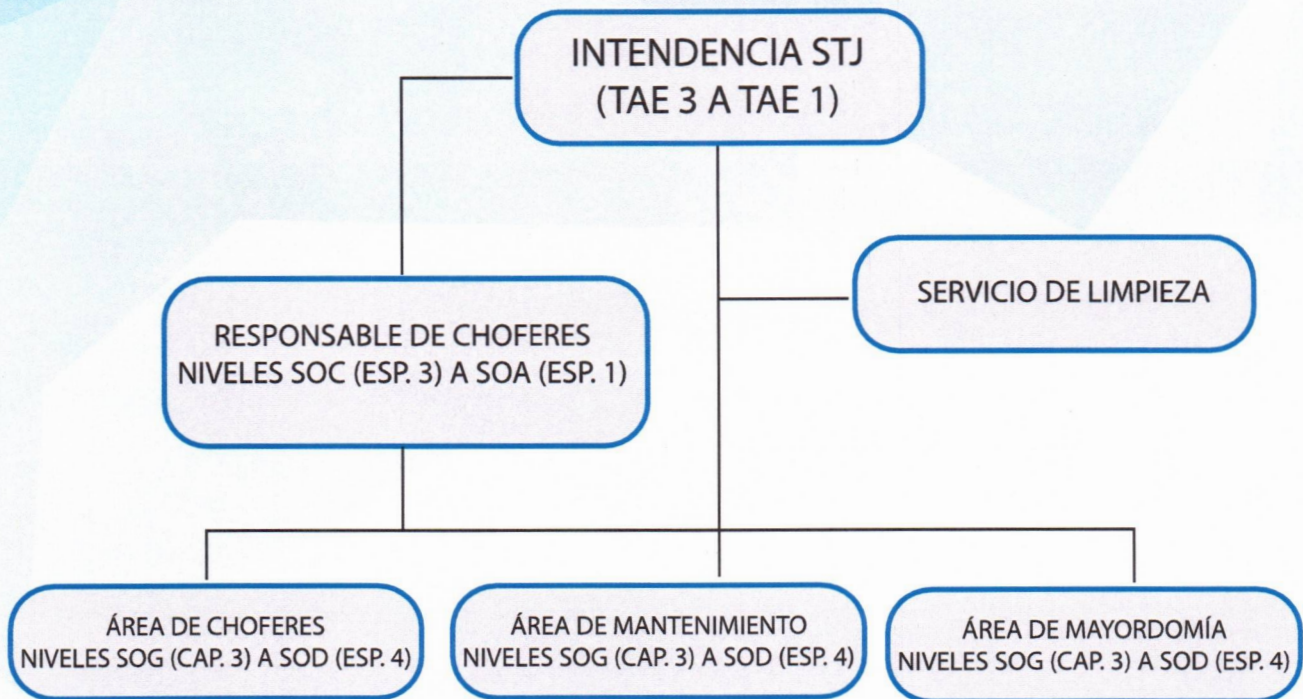 INTENDENCIA STJ
(TAE 3 A TAE 1)
SERVICIO DE LIMPIEZA
RESPONSABLE DE CHOFERES
NIVELES SOC (ESP. 3) A SOA (ESP. 1)
ÁREA DE CHOFERES
NIVELES SOG (CAP. 3) A SOD (ESP. 4)
ÁREA DE MANTENIMIENTO
NIVELES SOG (CAP. 3) A SOD (ESP. 4)
ÁREA DE MAYORDOMÍA
NIVELES SOG (CAP. 3) A SOD (ESP. 4)